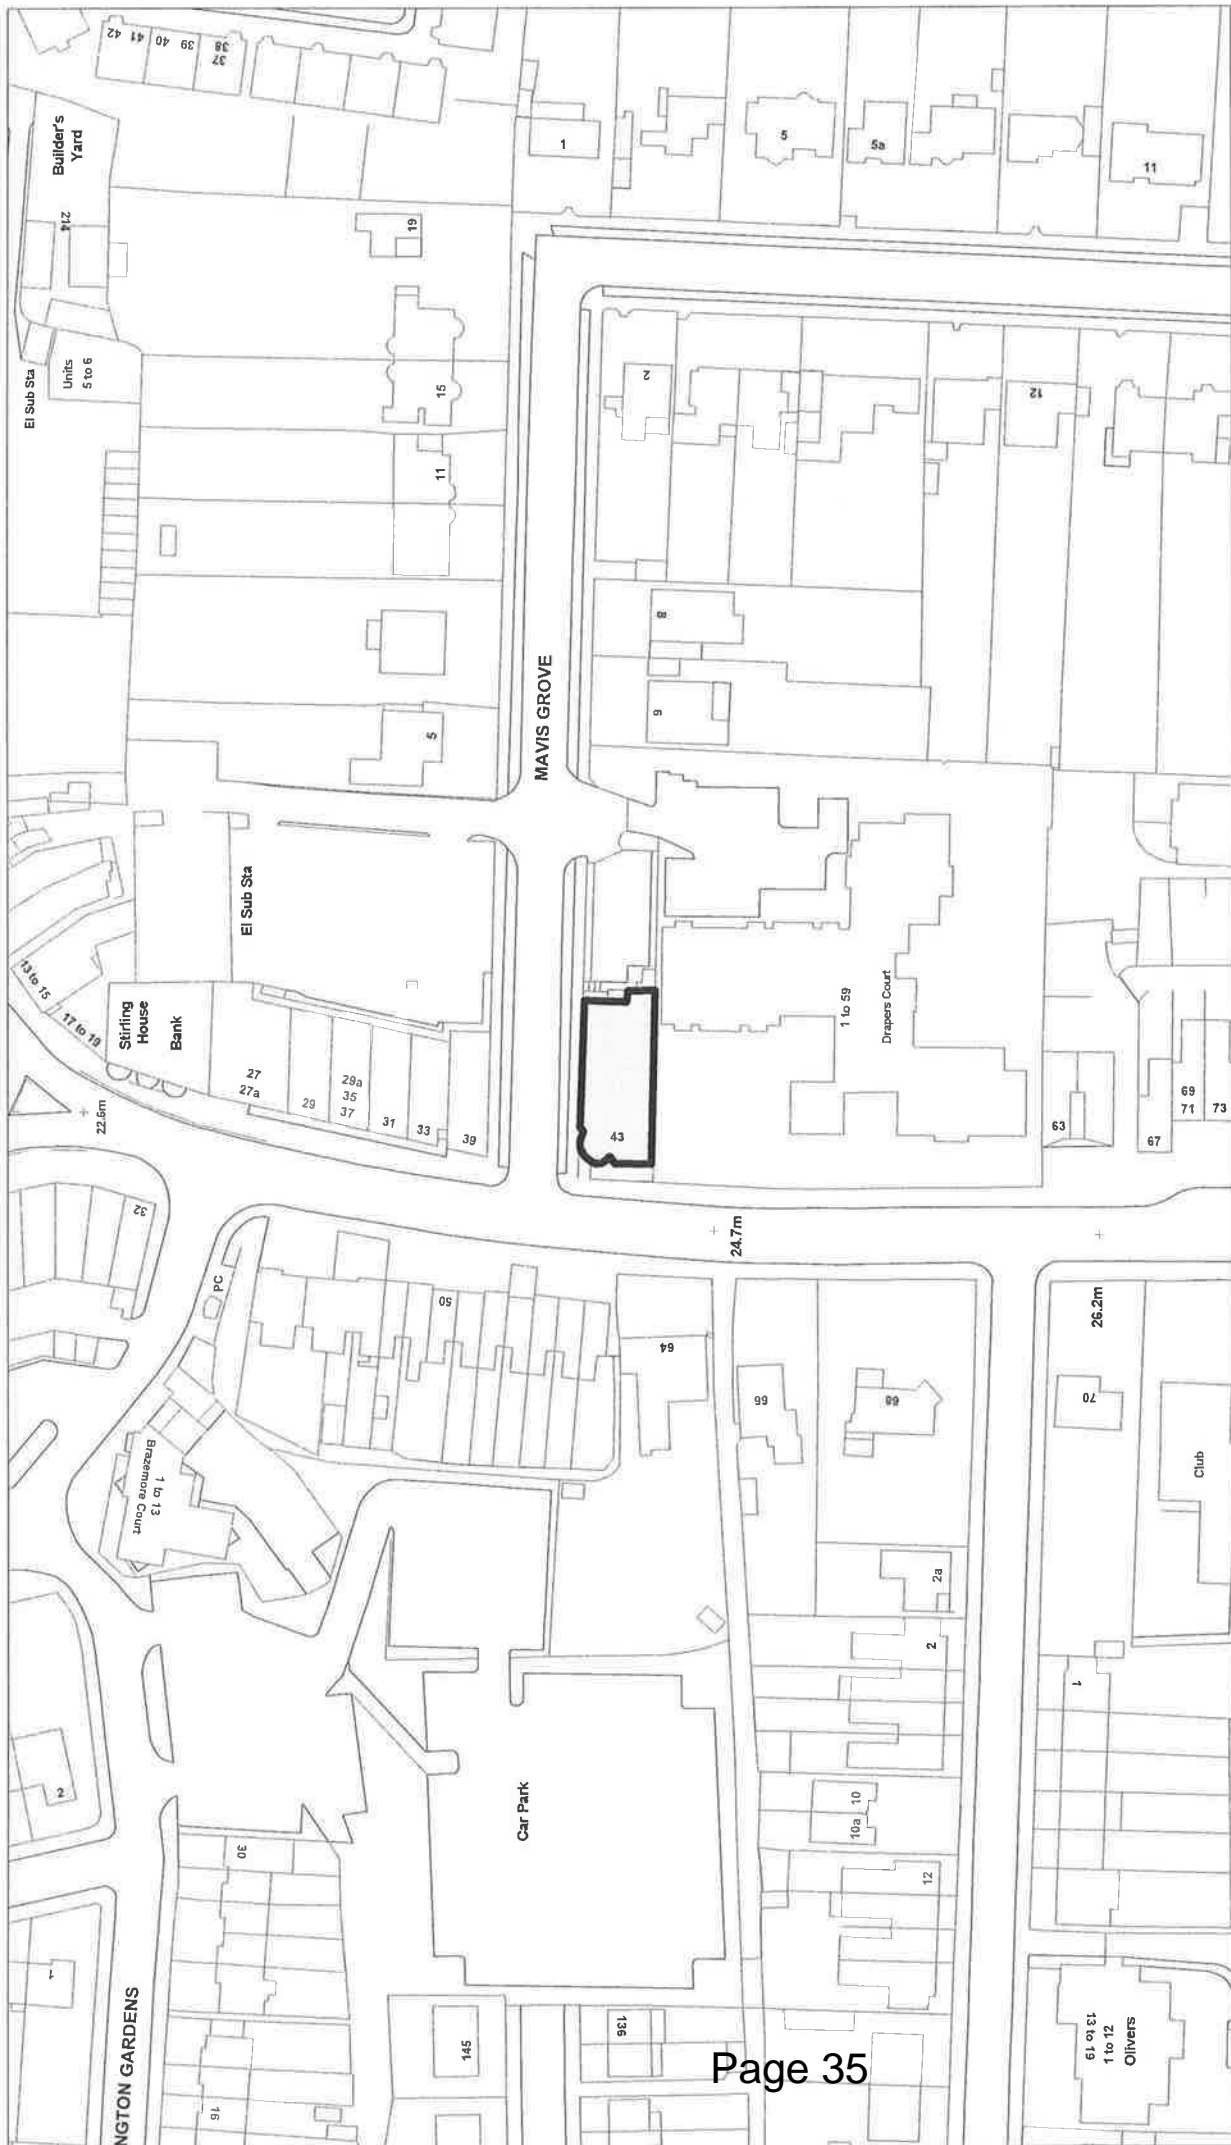 42 41
40 39
38
37
Builder's
Yard
214
1
5
5a
11
19
El Sub Sta
Units
5 to 6
15
11
2
12
8
9
5
MAVIS GROVE
El Sub Sta
13 to 15
17 to 19
Stirling
House
Bank
27
27a
29
29a
35
37
31
33
39
43
1 to 59
Drapers Court
63
67
69
71
73
22.6m
32
24.7m
26.2m
PC
50
64
66
68
70
Club
1 to 13
Brazemore Court
2a
2
1
Car Park
10
10a
12
2
30
1
NGTON GARDENS
16
145
136
13 to 19
1 to 12
Olivers
Page 35